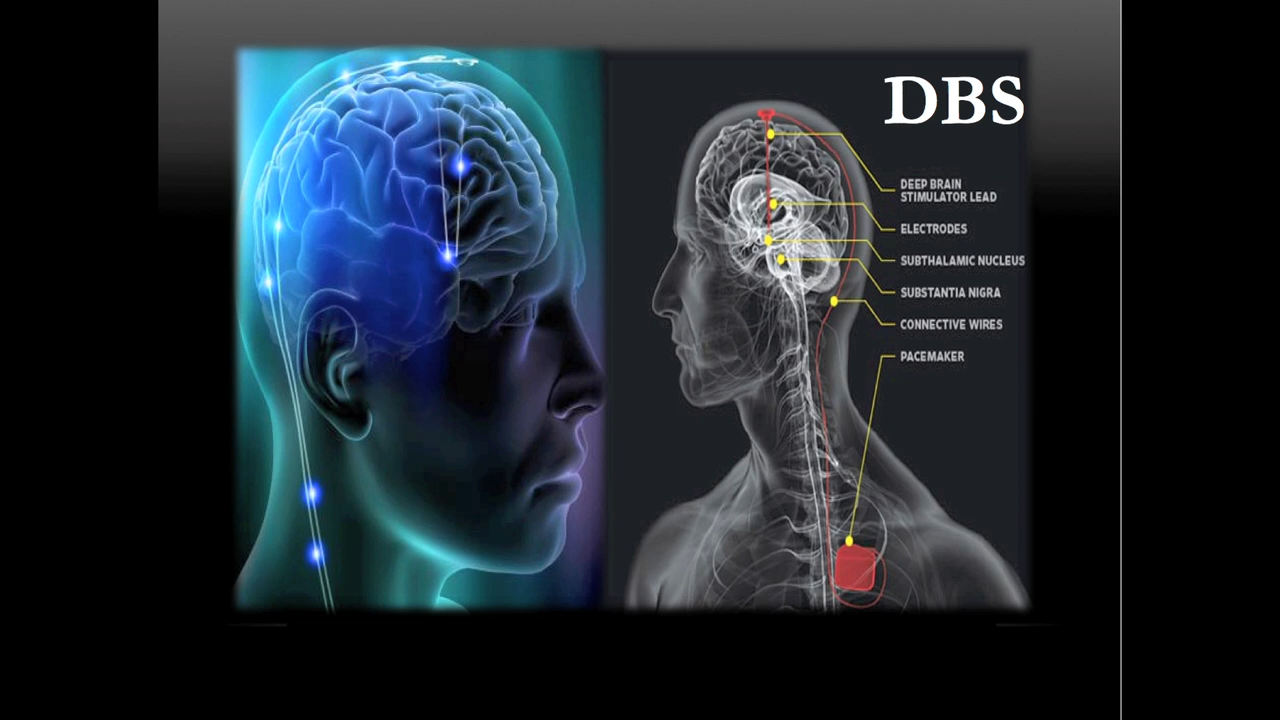 DBS
DEEP BRAIN
STIMULATOR LEAD
ELECTRODES
SUBTHALAMIC NUCLEUS
SUBSTANTIA NIGRA
CONNECTIVE WIRES
PACEMAKER